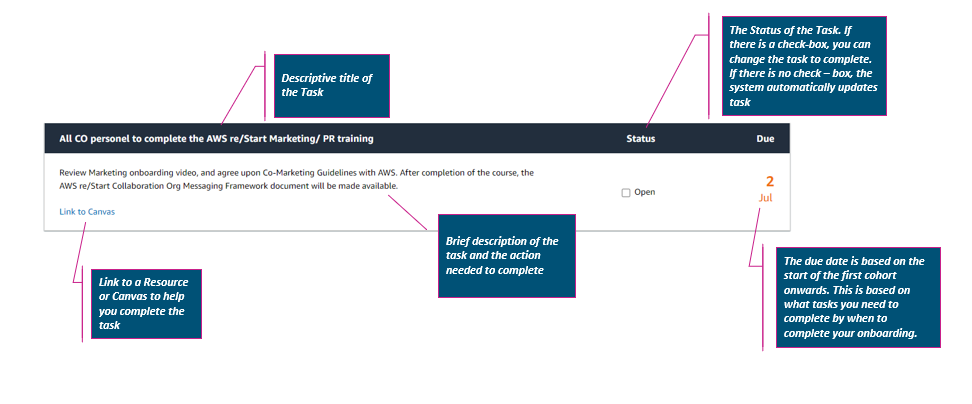 The Status of the Task. If
there is a check-box, you can
change the task to complete.
If there is no check – box, the
system automatically updates
task
Descriptive title of
the Task
All CO personel to complete the AWS re/Start Marketing/ PR training
Status
Due
Review Marketing onboarding video, and agree upon Co-Marketing Guidelines with AWS. After completion of the course, the
AWS re/Start Collaboration Org Messaging Framework document will be made available.
Open
2
Jul
Link to Canvas
Brief description of the
task and the action
needed to complete
The due date is based on the
start of the first cohort
onwards. This is based on
what tasks you need to
complete by when to
complete your onboarding.
Link to a Resource
or Canvas to help
you complete the
task